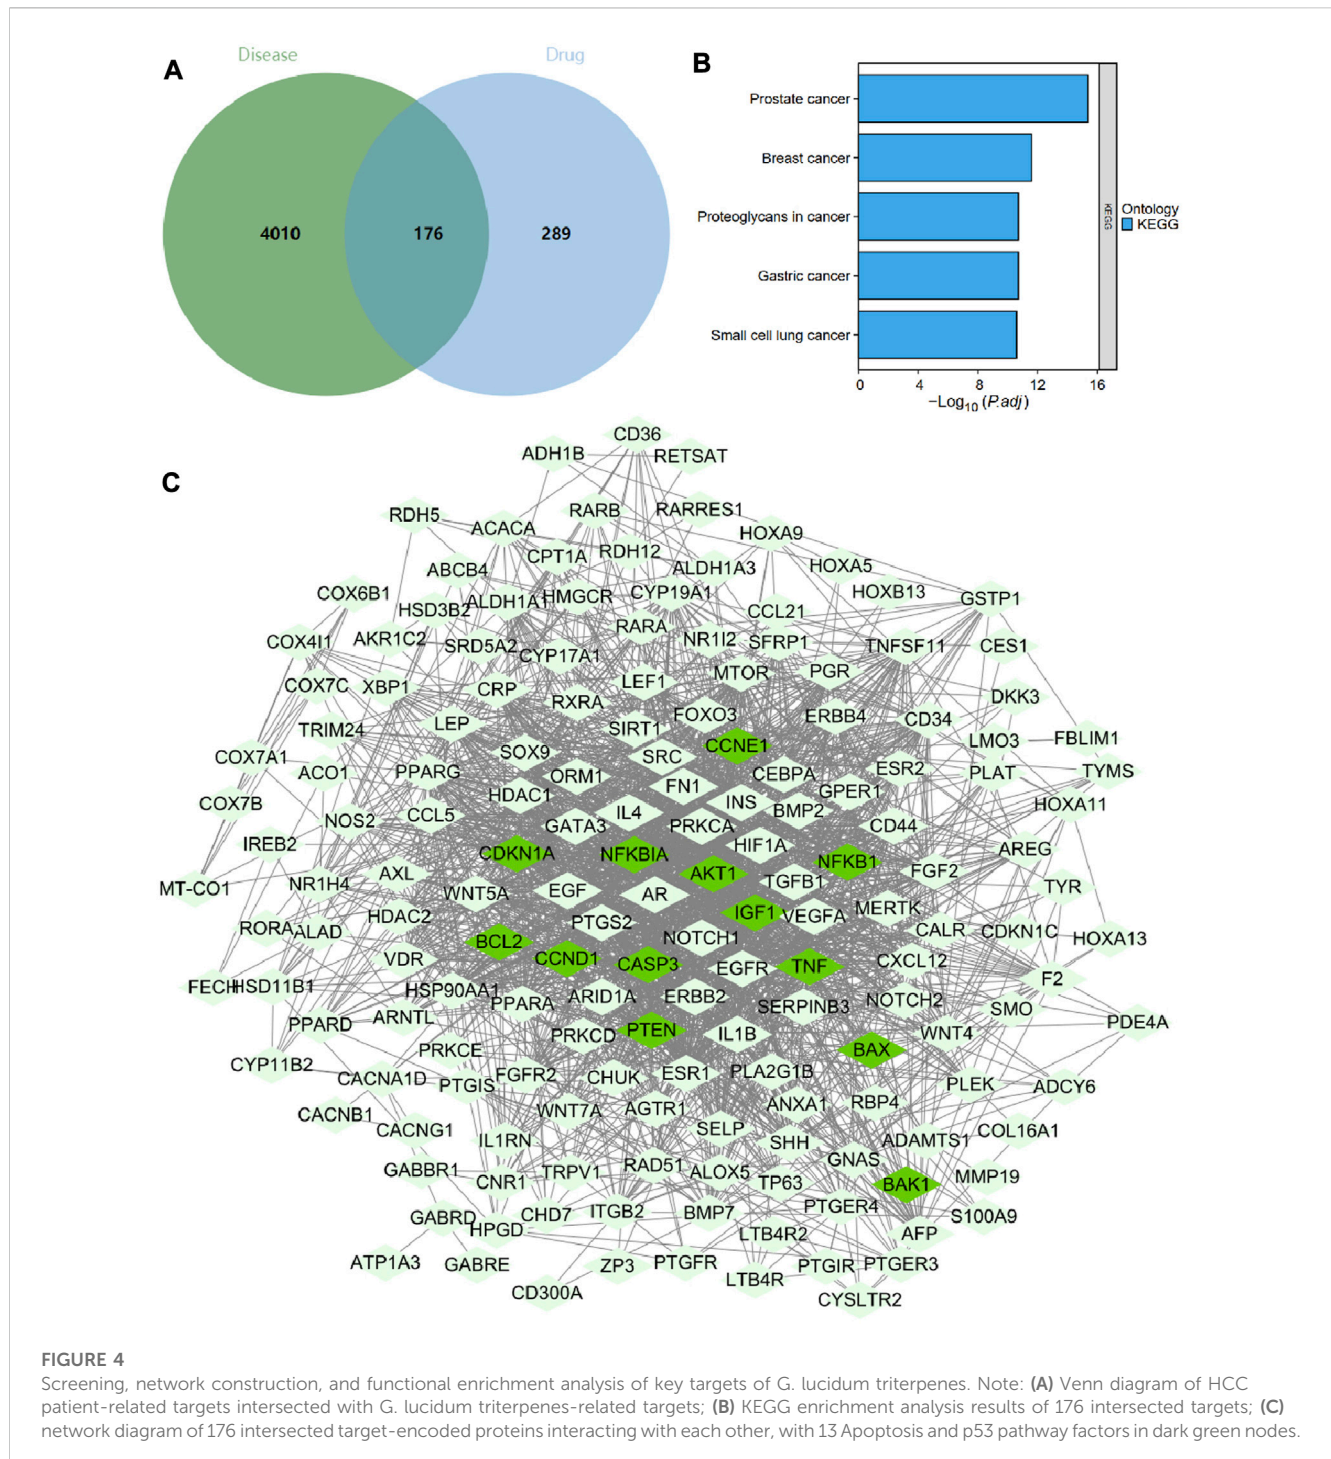 A
Disease
Drug
4010
176
289
B
Prostate cancer
Breast cancer
Proteoglycans in cancer
Gastric cancer
Small cell lung cancer
0 4 8 12 16
−Log10 (P.adj)
KEGG
Ontology
KEGG
C
CD36
ADH1B
RETSAT
RDH5
ACACA
RARB
RARRES1
HOXA9
CPT1A
RDH12
ABCB4
ALDH1A3
HOXA5
COX6B1
HSD3B2
ALDH1A1
HMGCR
CYP19A1
HOXB13
GSTP1
CCL21
COX4I1
AKR1C2
SRD5A2
CYP17A1
RARA
NR1I2
SFRP1
TNFSF11
CES1
COX7C
XBP1
CRP
RXRA
LEF1
MTOR
PGR
DKK3
TRIM24
LEP
SIRT1
FOXO3
ERBB4
CD34
LMO3
FBLIM1
COX7A1
ACO1
PPARG
SOX9
ORM1
SRC
CCNE1
CEBPA
ESR2
PLAT
TYMS
COX7B
NOS2
CCL5
HDAC1
FN1
INS
BMP2
GPER1
HOXA11
IREB2
GATA3
IL4
PRKCA
HIF1A
CD44
AREG
MT-CO1
NR1H4
AXL
CDKN1A
NFKBIA
AKT1
TGFB1
NFKB1
FGF2
TYR
RORA
ALAD
HDAC2
WNT5A
EGF
AR
IGF1
VEGFA
MERTK
CALR
CDKN1C
HOXA13
PTGS2
NOTCH1
BCL2
CCND1
CASP3
EGFR
TNF
CXCL12
F2
VDR
FECH
HSD11B1
HSP90AA1
PPARA
ARID1A
ERBB2
SERPINB3
NOTCH2
SMO
PPARD
ARNTL
PRKCD
PTEN
IL1B
BAX
WNT4
PDE4A
CYP11B2
PRKCE
CACNA1D
PTGIS
FGFR2
CHUK
ESR1
PLA2G1B
PLEK
ADCY6
CACNB1
CACNG1
WNT7A
AGTR1
ANXA1
RBP4
SELP
COL16A1
IL1RN
SHH
ADAMTS1
GABBR1
CNR1
TRPV1
RAD51
ALOX5
TP63
GNAS
BAK1
MMP19
GABRD
HPGD
CHD7
ITGB2
BMP7
PTGER4
S100A9
LTB4R2
AFP
ATP1A3
GABRE
ZP3
PTGFR
PTGIR
PTGER3
CD300A
LTB4R
CYSLTR2
FIGURE 4
Screening, network construction, and functional enrichment analysis of key targets of G. lucidum triterpenes. Note: (A) Venn diagram of HCC
patient-related targets intersected with G. lucidum triterpenes-related targets; (B) KEGG enrichment analysis results of 176 intersected targets; (C)
network diagram of 176 intersected target-encoded proteins interacting with each other, with 13 Apoptosis and p53 pathway factors in dark green nodes.